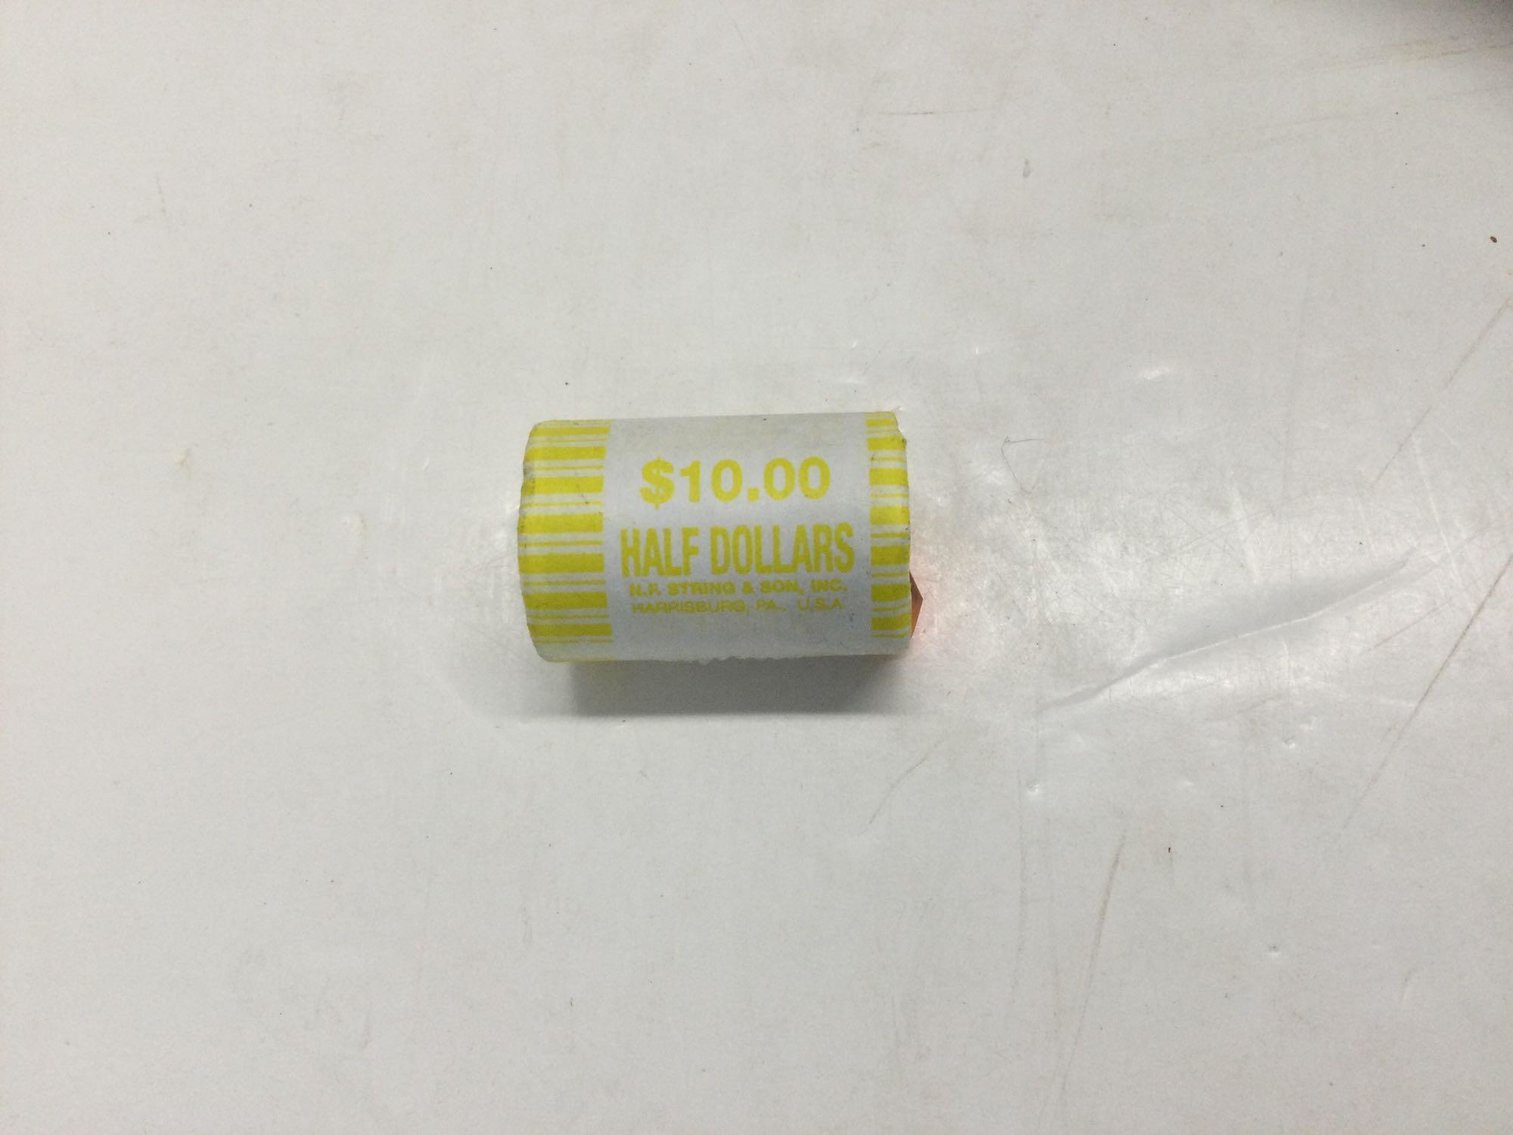 $10.00
HALF DOLLARS
N.F. STRING & SON, INC.
HARRISBURG, PA., U.S.A